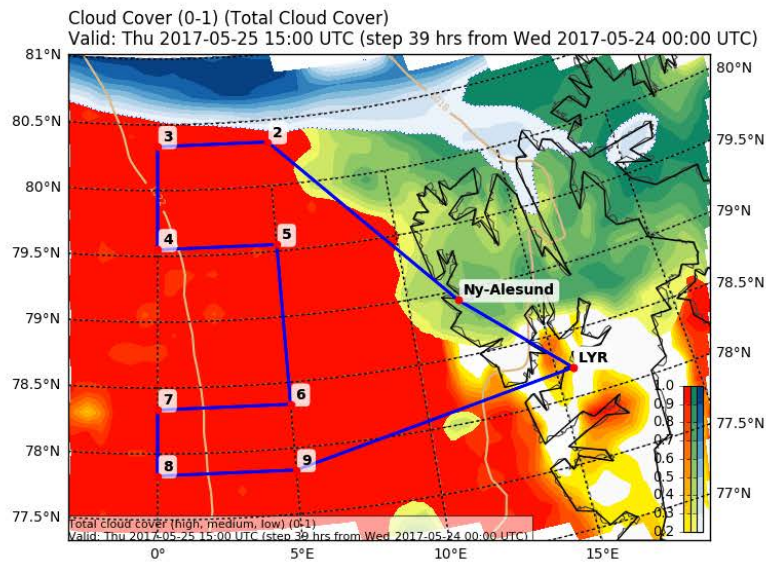 Cloud Cover (0-1) (Total Cloud Cover)
Valid: Thu 2017-05-25 15:00 UTC (step 39 hrs from Wed 2017-05-24 00:00 UTC)
81°N
80°N
80.5°N
3
2
79.5°N
80°N
79°N
4
5
79.5°N
Ny-Alesund
78.5°N
79°N
LYR
78°N
78.5°N
7
6
1.0
0.9
0.8
0.7
0.6
0.5
0.4
0.3
0.2
77.5°N
78°N
8
9
77°N
77.5°N
Total cloud cover (high, medium, low) (0-1)
Valid: Thu 2017-05-25 15:00 UTC (step 39 hrs from Wed 2017-05-24 00:00 UTC)
0°
5°E
10°E
15°E